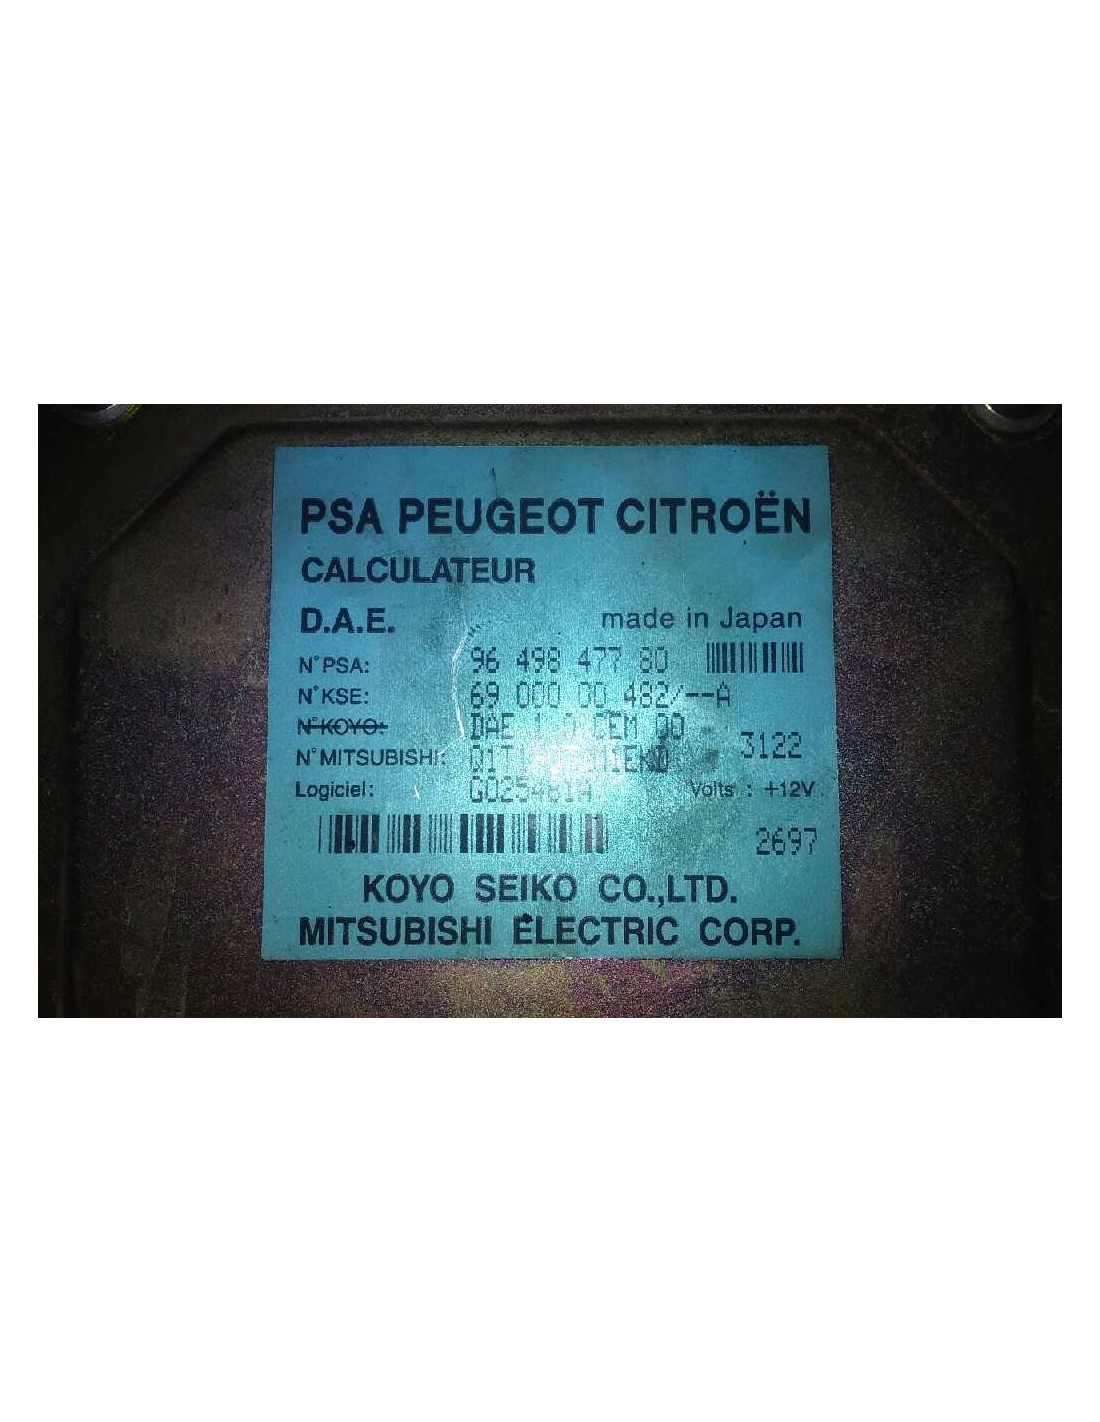 PSA PEUGEOT CITROËN
CALCULATEUR
D.A.E. made in Japan
N°PSA: 96 498 477 80
N°KSE: 69 000 00 482/--A
N°KOYO: DAE
N°MITSUBISHI: 3122
Logiciel: Volts : +12V
2697
KOYO SEIKO CO.,LTD.
MITSUBISHI ELECTRIC CORP.